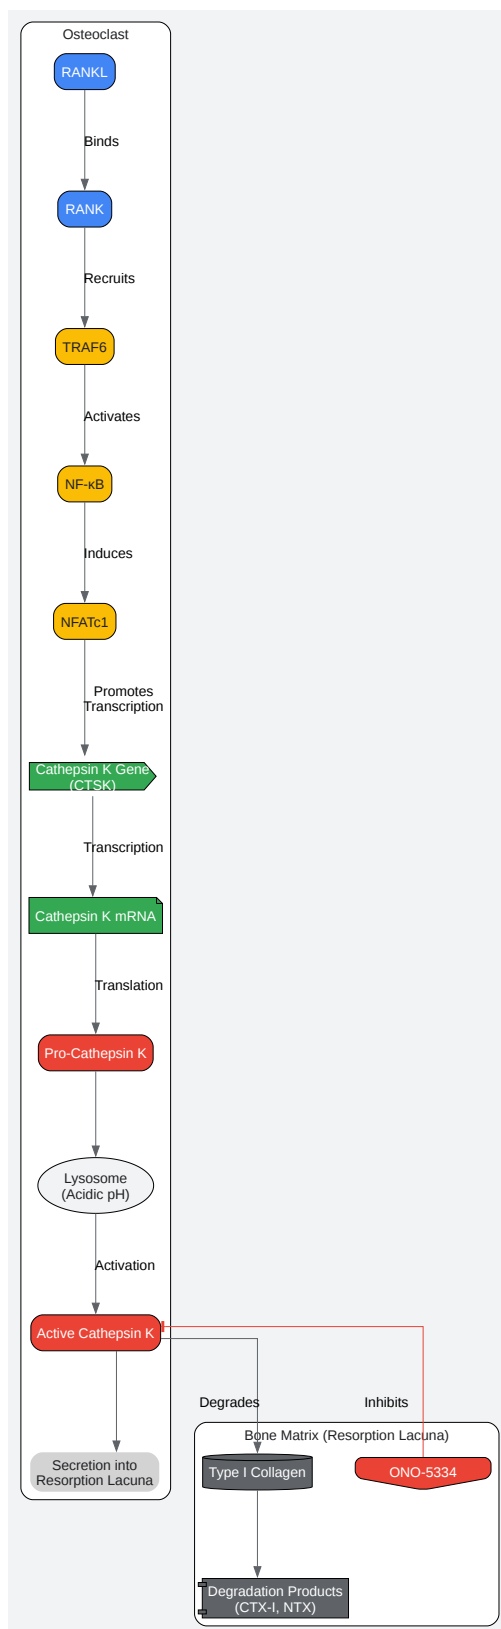 Osteoclast
RANKL
Binds
RANK
Recruits
TRAF6
Activates
NF-κB
Induces
NFATc1
Promotes
Transcription
Cathepsin K Gene
(CTSK)
Transcription
Cathepsin K mRNA
Translation
Pro-Cathepsin K
Lysosome
(Acidic pH)
Activation
Active Cathepsin K
Degrades
Inhibits
Secretion into
Resorption Lacuna
Bone Matrix (Resorption Lacuna)
Type I Collagen
ONO-5334
Degradation Products
(CTX-I, NTX)